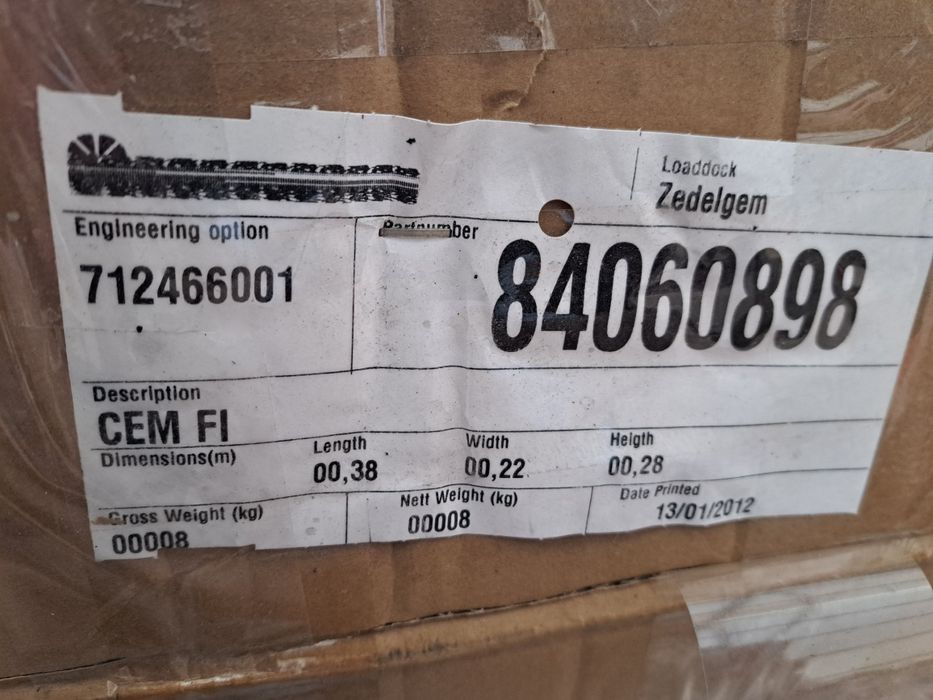 Loaddock
Zedelgem
Engineering option
Partnumber
712466001
84060898
Description
CEM FI
Dimensions(m)
Length
Width
Heigth
00,38
00,22
00,28
Gross Weight (kg)
Nett Weight (kg)
Date Printed
00008
00008
13/01/2012